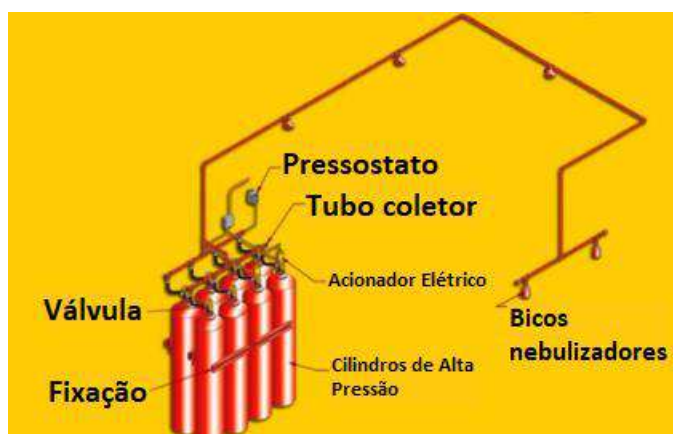 Pressostato
Tubo coletor
Acionador Elétrico
Válvula
Bicos
nebulizadores
Cilindros de Alta
Pressão
Fixação